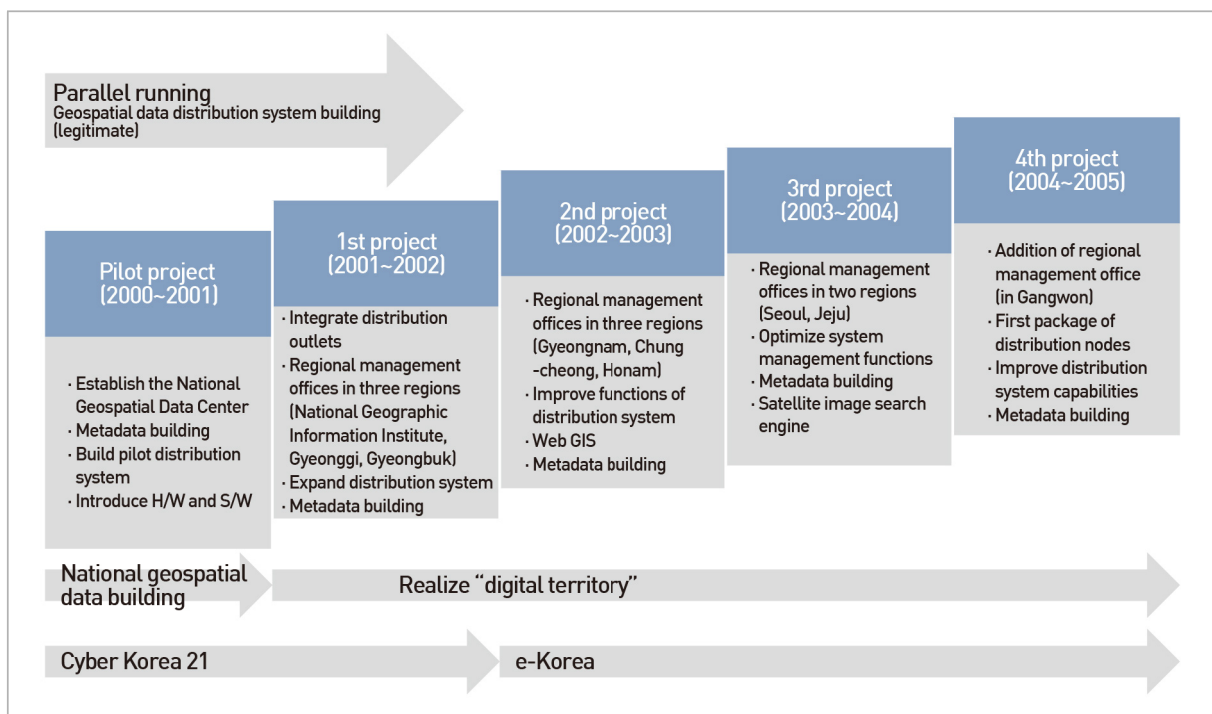 Parallel running
Geospatial data distribution system building
(legitimate)
Pilot project
(2000~2001)
· Establish the National
Geospatial Data Center
· Metadata building
· Build pilot distribution
system
· Introduce H/W and S/W
1st project
(2001~2002)
· Integrate distribution
outlets
· Regional management
offices in three regions
(National Geographic
Information Institute,
Gyeonggi, Gyeongbuk)
· Expand distribution system
· Metadata building
2nd project
(2002~2003)
· Regional management
offices in three regions
(Gyeongnam, Chung
-cheong, Honam)
· Improve functions of
distribution system
· Web GIS
· Metadata building
3rd project
(2003~2004)
· Regional management
offices in two regions
(Seoul, Jeju)
· Optimize system
management functions
· Metadata building
· Satellite image search
engine
4th project
(2004~2005)
· Addition of regional
management office
(in Gangwon)
· First package of
distribution nodes
· Improve distribution
system capabilities
· Metadata building
National geospatial
data building
Realize “digital territory”
Cyber Korea 21
e-Korea